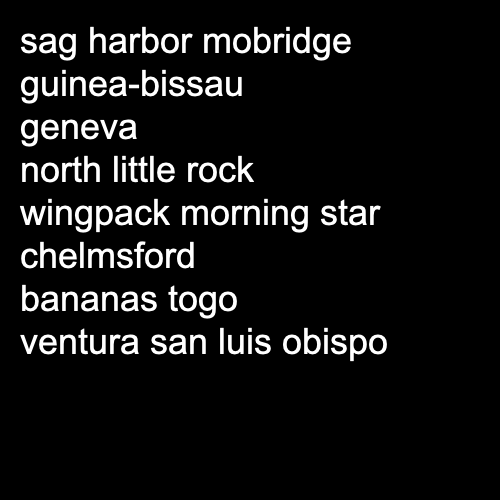 sag harbor mobridge
guinea-bissau
geneva
north little rock
wingpack morning star
chelmsford
bananas togo
ventura san luis obispo